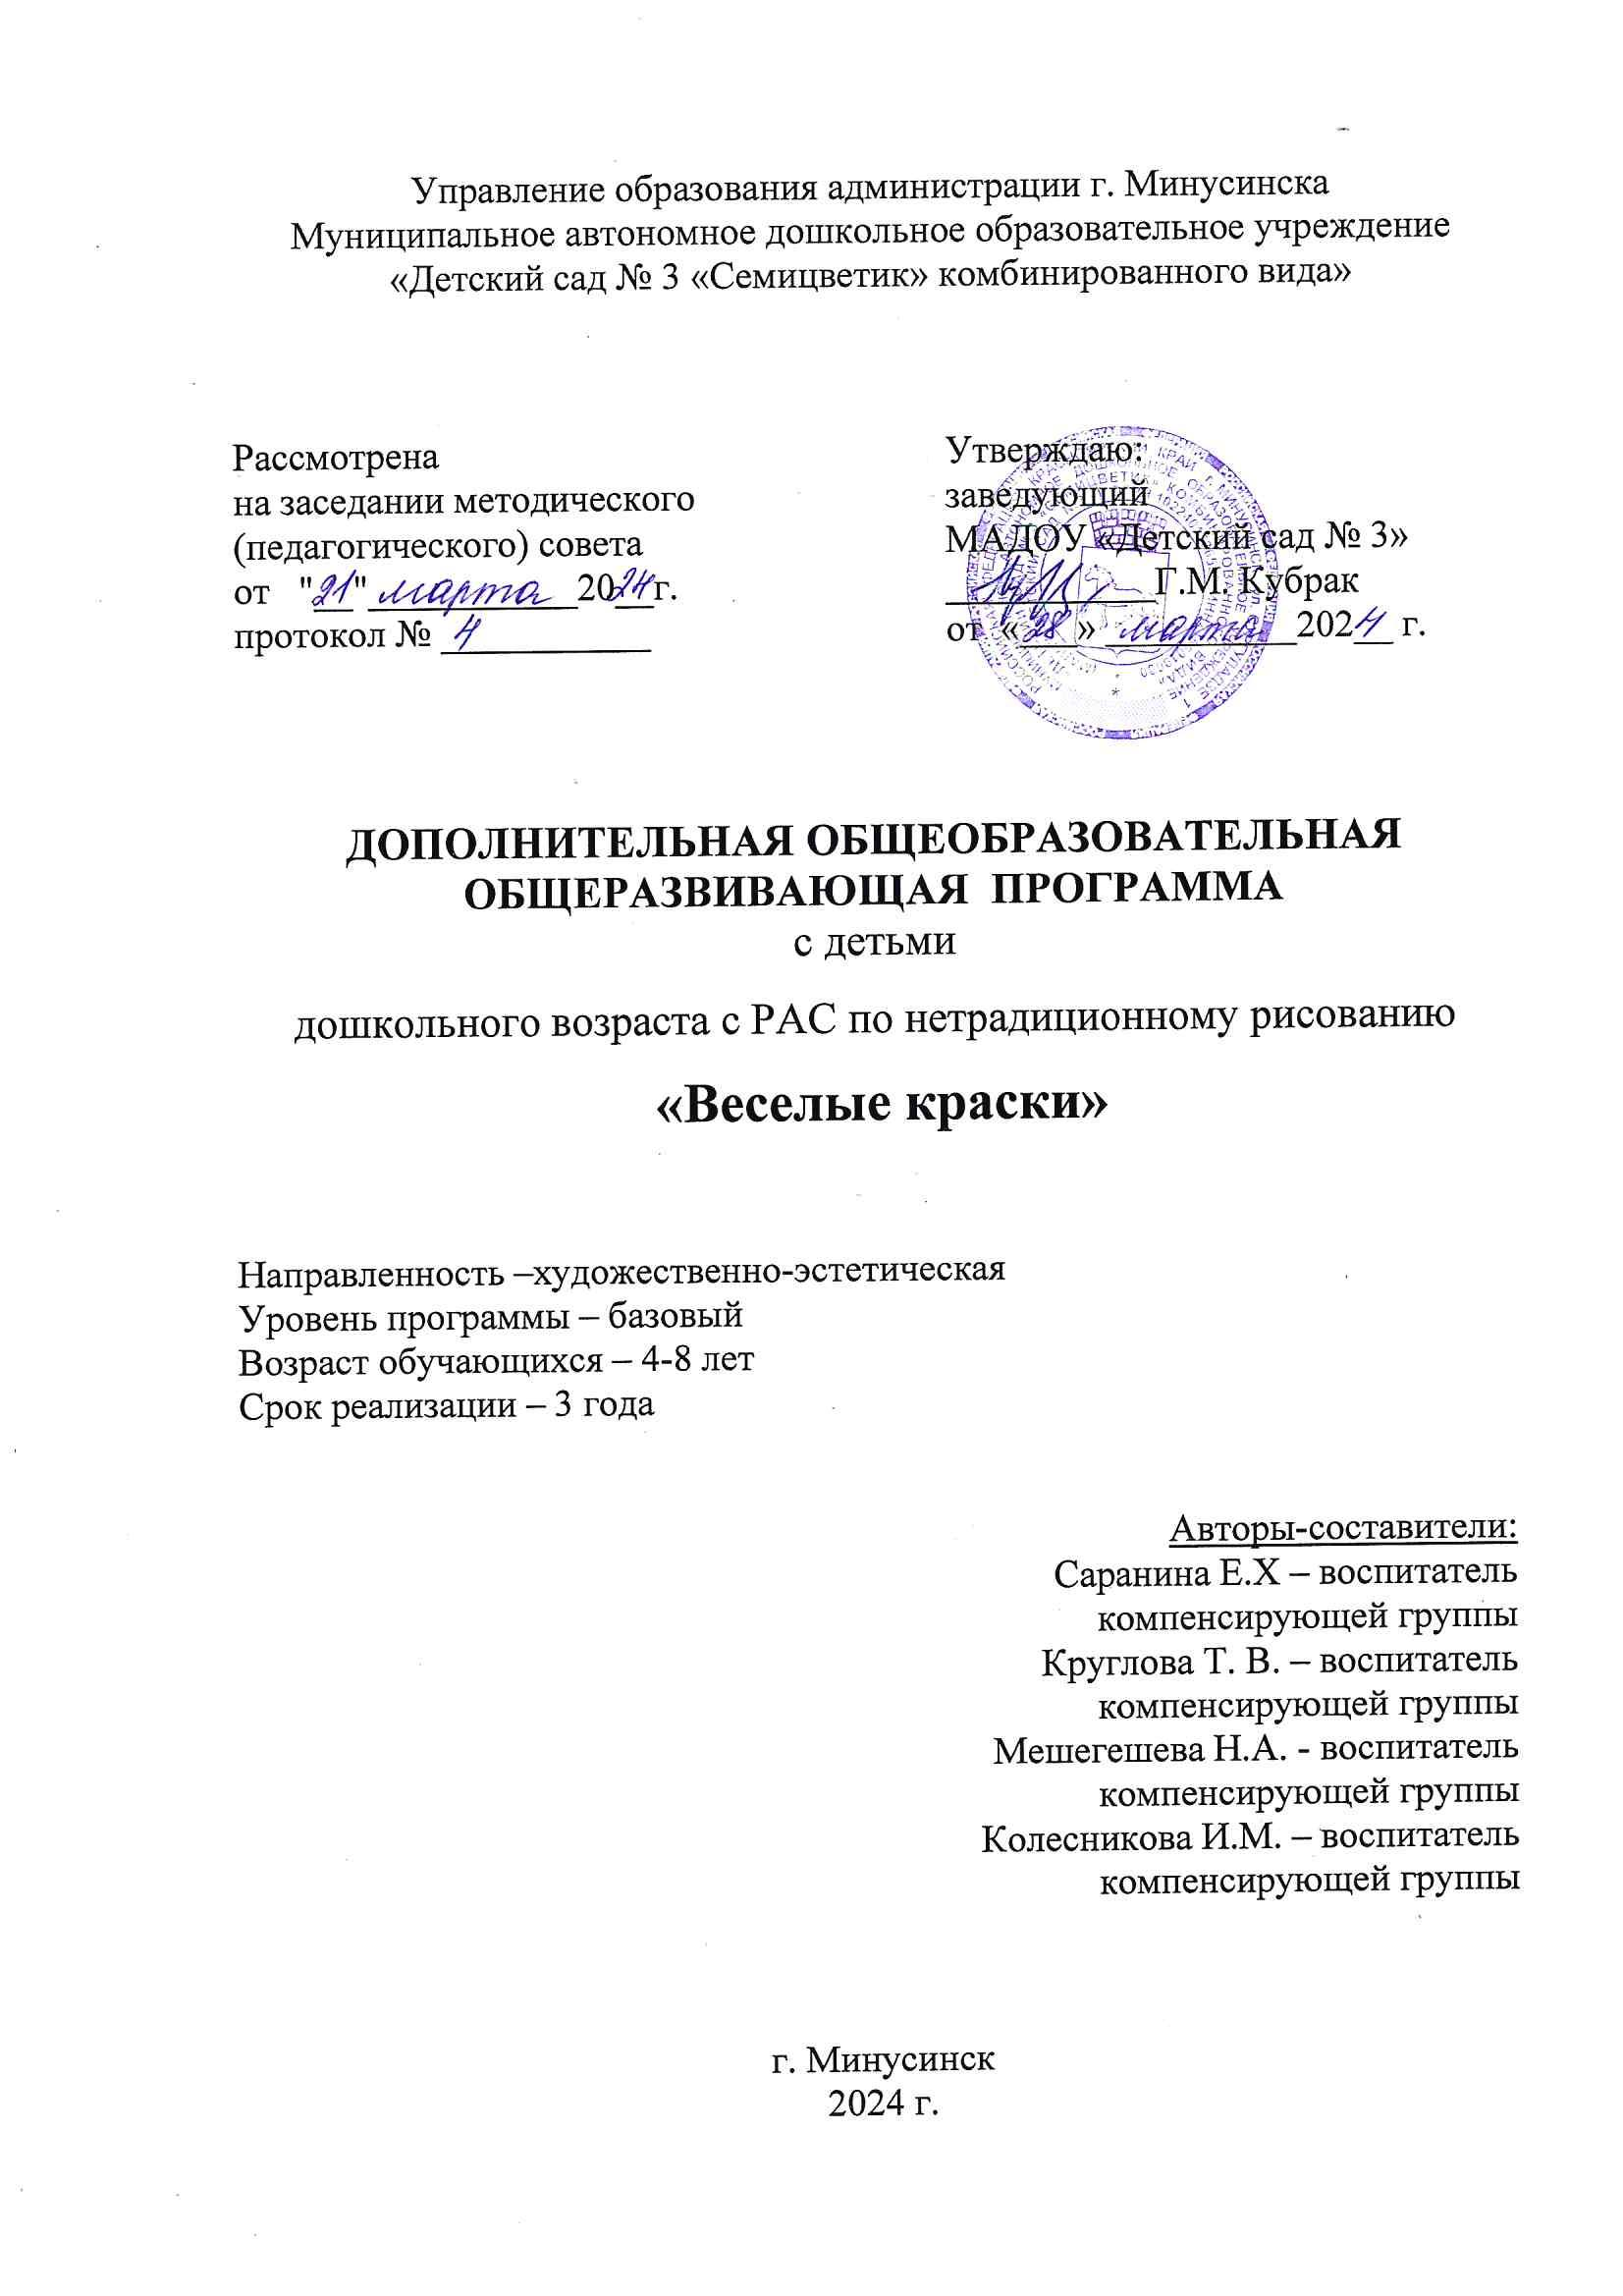 Управление образования администрации г. Минусинска
Муниципальное автономное дошкольное образовательное учреждение
«Детский сад № 3 «Семицветик» комбинированного вида»
Рассмотрена
на заседании методического
(педагогического) совета
от "21" марта 2024г.
протокол № 4
Утверждаю:
заведующий
МАДОУ «Детский сад № 3»
Г.М. Кубрак
от «28» марта 2024 г.
ДОПОЛНИТЕЛЬНАЯ ОБЩЕОБРАЗОВАТЕЛЬНАЯ
ОБЩЕРАЗВИВАЮЩАЯ ПРОГРАММА
с детьми
дошкольного возраста с РАС по нетрадиционному рисованию
«Веселые краски»
Направленность –художественно-эстетическая
Уровень программы – базовый
Возраст обучающихся – 4-8 лет
Срок реализации – 3 года
Авторы-составители:
Саранина Е.Х – воспитатель
компенсирующей группы
Круглова Т. В. – воспитатель
компенсирующей группы
Мешегешева Н.А. - воспитатель
компенсирующей группы
Колесникова И.М. – воспитатель
компенсирующей группы
г. Минусинск
2024 г.